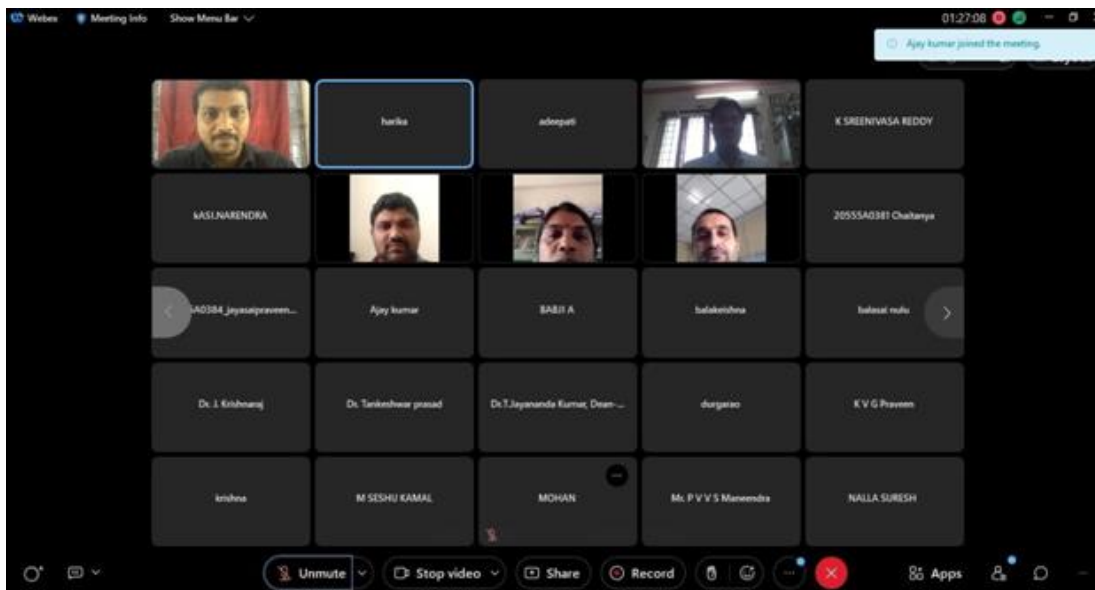 Webex
Meeting Info
Show Menu Bar
01:27:08
Ajay kumar joined the meeting.
harika
adeepati
K SREENIVASA REDDY
kASI.NARENDRA
20555A0381 Chaitanya
A0384_jayasaipraveen...
Ajay kumar
BABJI A
balakrishna
balasai nulu
Dr. J. Krishnaraj
Dr. Tankeshwar prasad
Dr.T.Jayananda Kumar, Dean-...
durgarao
K V G Praveen
krishna
M SESHU KAMAL
MOHAN
Mr. P V V S Maneendra
NALLA SURESH
Unmute
Stop video
Share
Record
Apps